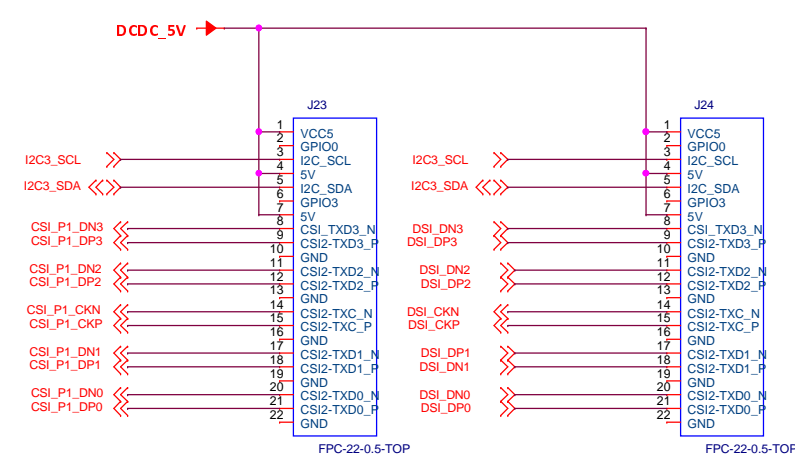 DCDC_5V
J23
1 VCC5
2 GPIO0
I2C3_SCL 3 I2C_SCL
4 5V
I2C3_SDA 5 I2C_SDA
6 GPIO3
7 5V
CSI_P1_DN3 8 CSI_TXD3_N
CSI_P1_DP3 9 CSI2-TXD3_P
10 GND
CSI_P1_DN2 11 CSI2-TXD2_N
CSI_P1_DP2 12 CSI2-TXD2_P
13 GND
CSI_P1_CKN 14 CSI2-TXC_N
CSI_P1_CKP 15 CSI2-TXC_P
16 GND
CSI_P1_DN1 17 CSI2-TXD1_N
CSI_P1_DP1 18 CSI2-TXD1_P
19 GND
CSI_P1_DN0 20 CSI2-TXD0_N
CSI_P1_DP0 21 CSI2-TXD0_P
22 GND
FPC-22-0.5-TOP
J24
1 VCC5
2 GPIO0
I2C3_SCL 3 I2C_SCL
4 5V
I2C3_SDA 5 I2C_SDA
6 GPIO3
7 5V
DSI_DN3 8 CSI_TXD3_N
DSI_DP3 9 CSI2-TXD3_P
10 GND
DSI_DN2 11 CSI2-TXD2_N
DSI_DP2 12 CSI2-TXD2_P
13 GND
DSI_CKN 14 CSI2-TXC_N
DSI_CKP 15 CSI2-TXC_P
16 GND
DSI_DP1 17 CSI2-TXD1_N
DSI_DN1 18 CSI2-TXD1_P
19 GND
DSI_DN0 20 CSI2-TXD0_N
DSI_DP0 21 CSI2-TXD0_P
22 GND
FPC-22-0.5-TOP